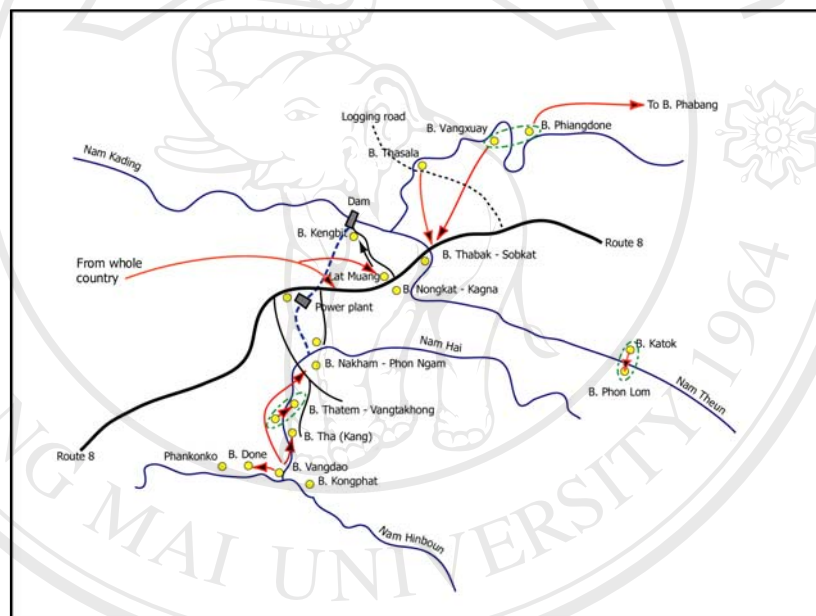 To B. Phabang
Logging road
B. Vangxuay
B. Phiangdone
B. Thasala
Nam Kading
Dam
B. Kengbit
Route 8
B. Thabak - Sobkat
From whole
country
Lat Muang
B. Nongkat - Kagna
Power plant
Nam Hai
B. Katok
B. Nakham - Phon Ngam
B. Phon Lom
Nam Theun
B. Thatem - Vangtakhong
B. Tha (Kang)
Route 8
Phankonko
B. Done
B. Vangdao
B. Kongphat
Nam Hinboun
NG MAI UNIVERSITY 1964